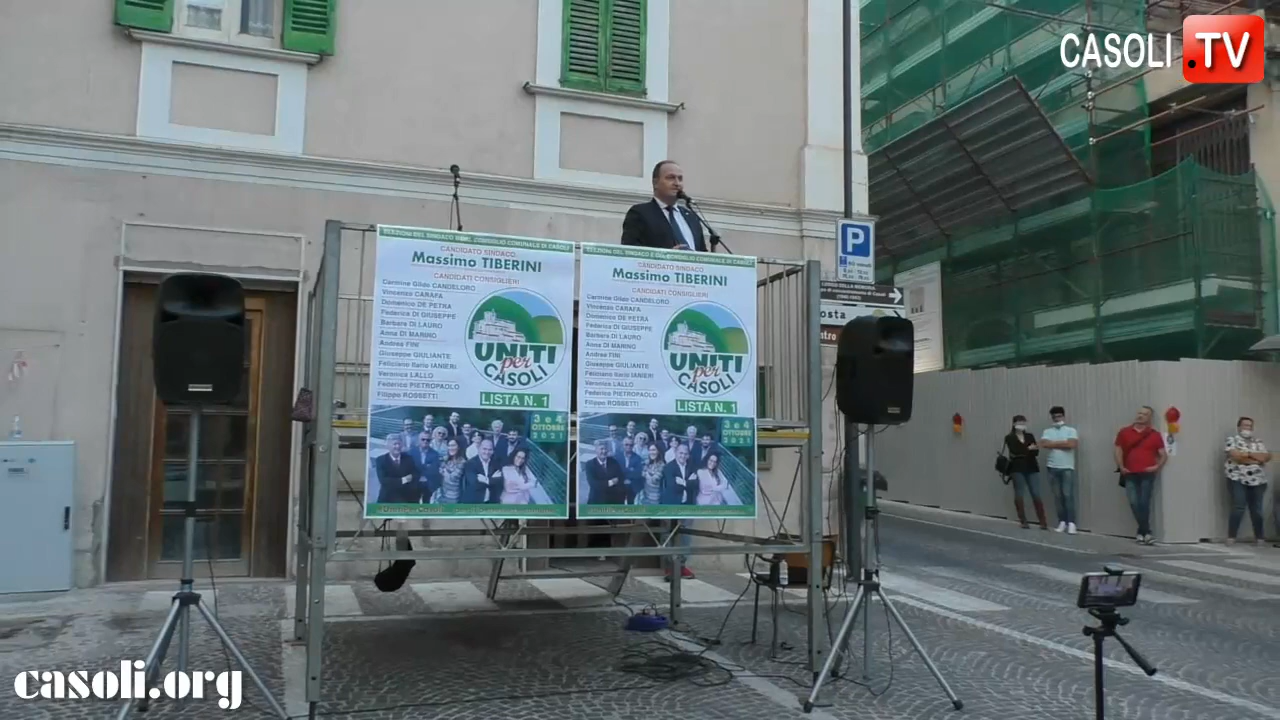 CASOLI.TV
ELEZIONI DEL SINDACO E DEL CONSIGLIO COMUNALE DI CASOLI
CANDIDATO SINDACO
Massimo TIBERINI
CANDIDATI CONSIGLIERI
Carmine Gildo CANDELORO
Vincenzo CARAFA
Domenico DE PETRA
Federica DI GIUSEPPE
Barbara DI LAURO
Anna DI MARINO
Andrea FINI
Giuseppe GIULIANTE
Feliciano Ilario IANIERI
Veronica LALLO
Federico PIETROPAOLO
Filippo ROSSETTI
UNITI
per
CASOLI
LISTA N. 1
3 e 4
OTTOBRE
2021
ELEZIONI DEL SINDACO E DEL CONSIGLIO COMUNALE DI CASOLI
CANDIDATO SINDACO
Massimo TIBERINI
CANDIDATI CONSIGLIERI
Carmine Gildo CANDELORO
Vincenzo CARAFA
Domenico DE PETRA
Federica DI GIUSEPPE
Barbara DI LAURO
Anna DI MARINO
Andrea FINI
Giuseppe GIULIANTE
Feliciano Ilario IANIERI
Veronica LALLO
Federico PIETROPAOLO
Filippo ROSSETTI
UNITI
per
CASOLI
LISTA N. 1
3 e 4
OTTOBRE
2021
P
casoli.org